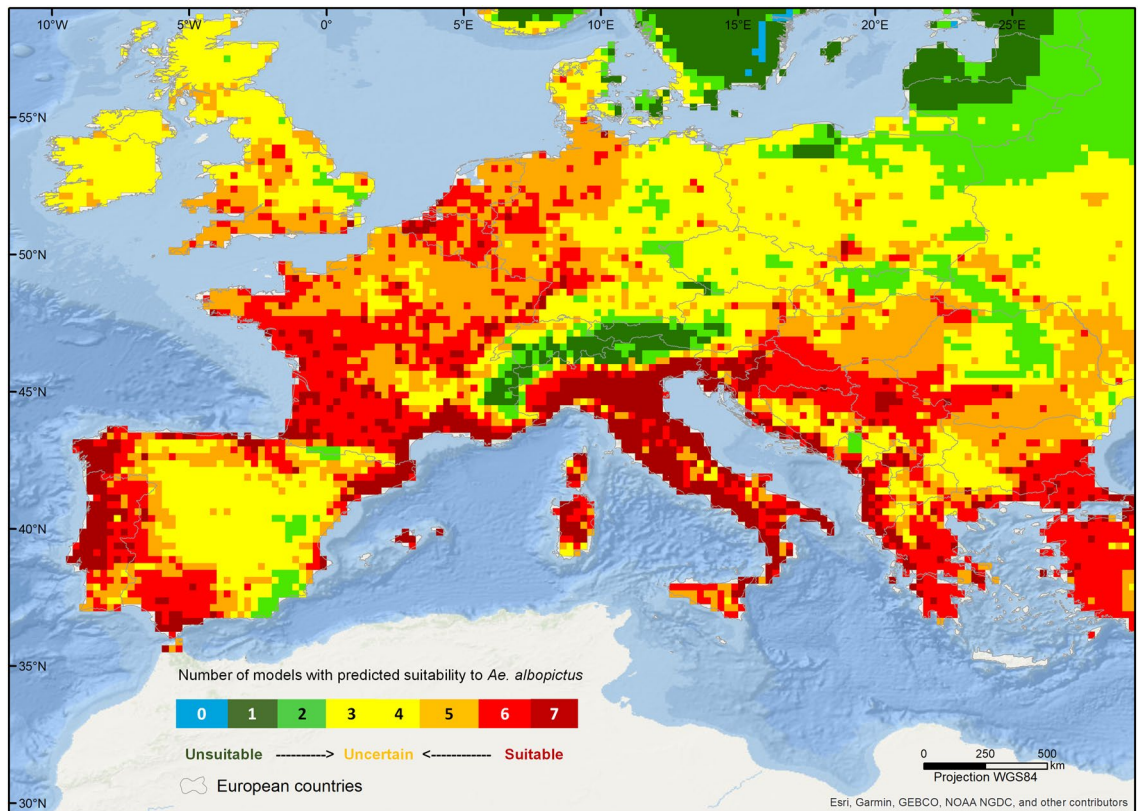 10°W 5°W 0° 5°E 10°E 15°E 20°E 25°E
55°N
50°N
45°N
40°N
35°N
30°N
Number of models with predicted suitability to Ae. albopictus
0 1 2 3 4 5 6 7
Unsuitable ----------> Uncertain <----------- Suitable
European countries
0 250 500
km
Projection WGS84
Esri, Garmin, GEBCO, NOAA NGDC, and other contributors